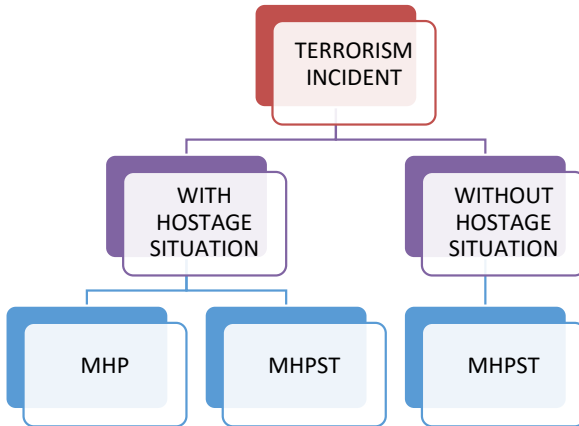 TERRORISM
INCIDENT
WITH
HOSTAGE
SITUATION
WITHOUT
HOSTAGE
SITUATION
MHP
MHPST
MHPST